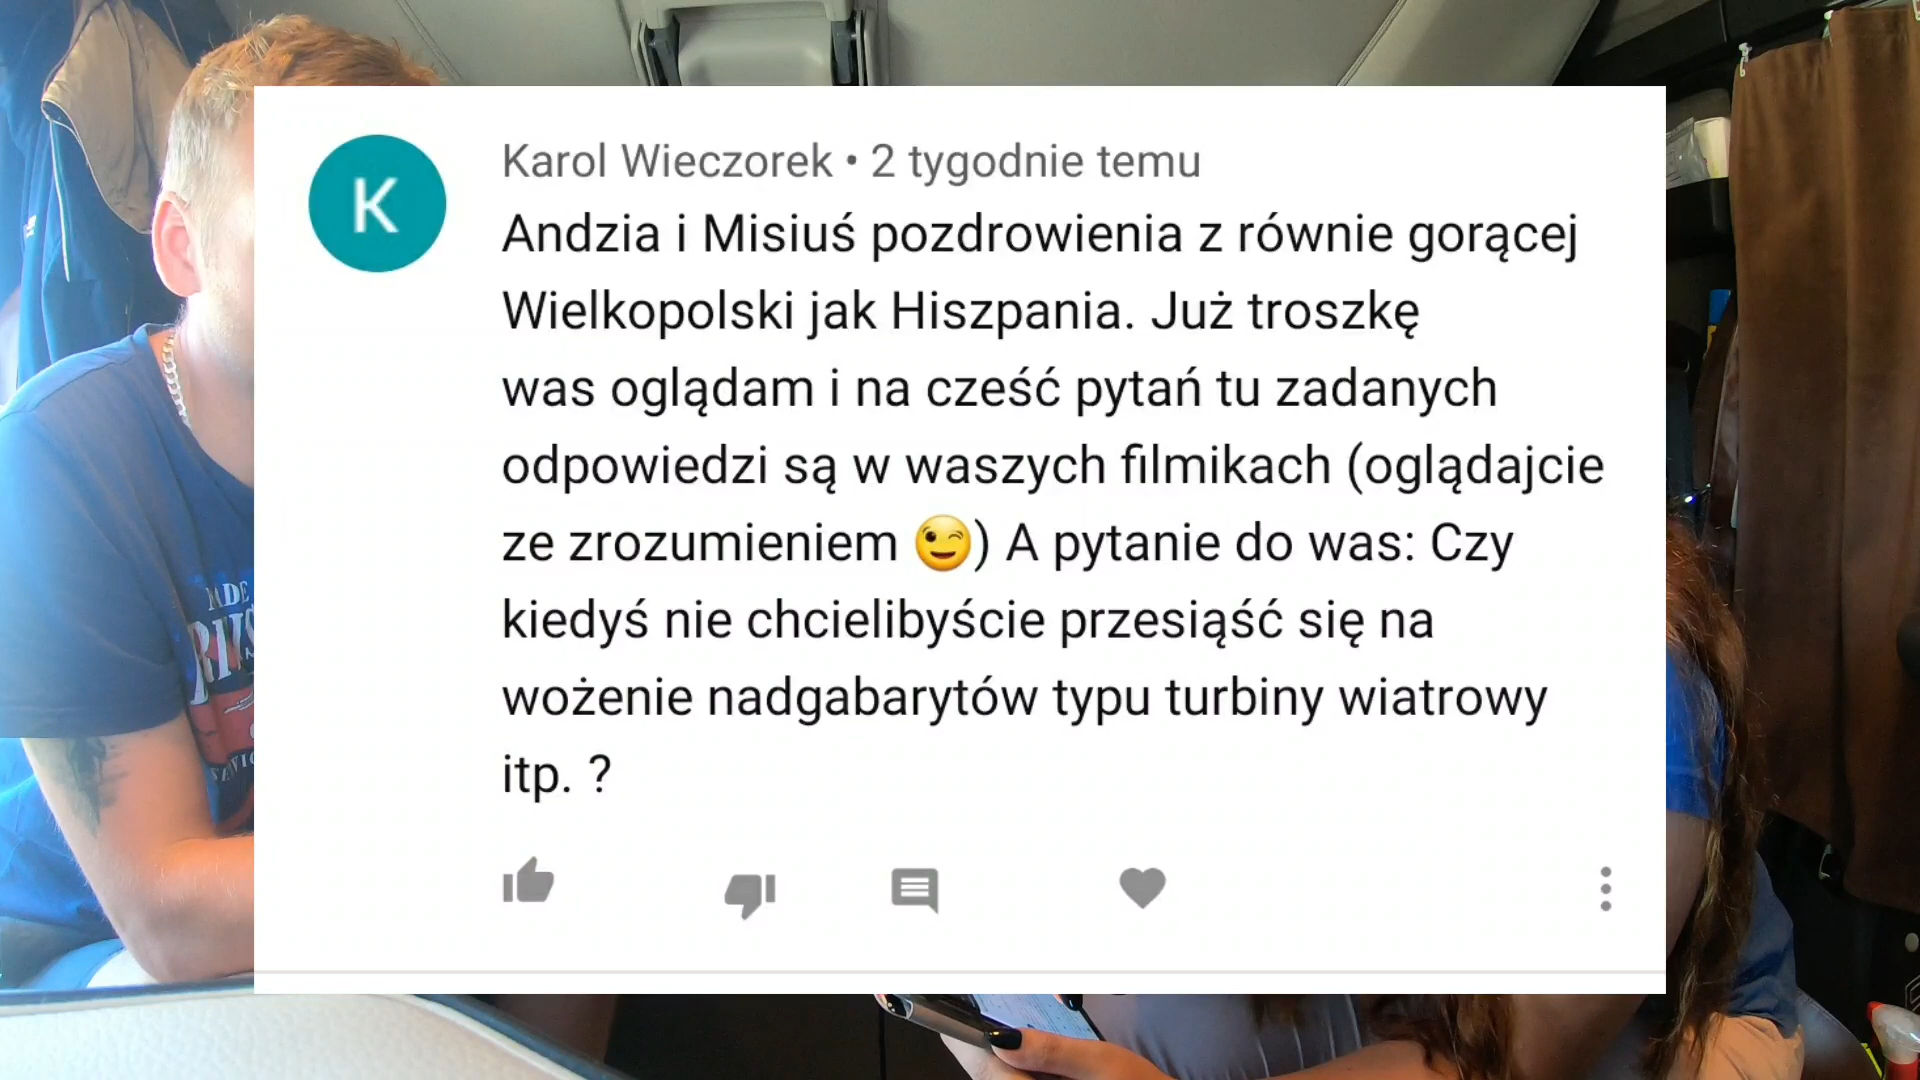 Karol Wieczorek • 2 tygodnie temu
K
Andzia i Misiuś pozdrowienia z równie gorącej
Wielkopolski jak Hiszpania. Już troszkę
was oglądam i na cześć pytań tu zadanych
odpowiedzi są w waszych filmikach (oglądajcie
ze zrozumieniem 😉) A pytanie do was: Czy
kiedyś nie chcielibyście przesiąść się na
wożenie nadgabarytów typu turbiny wiatrowy
itp. ?